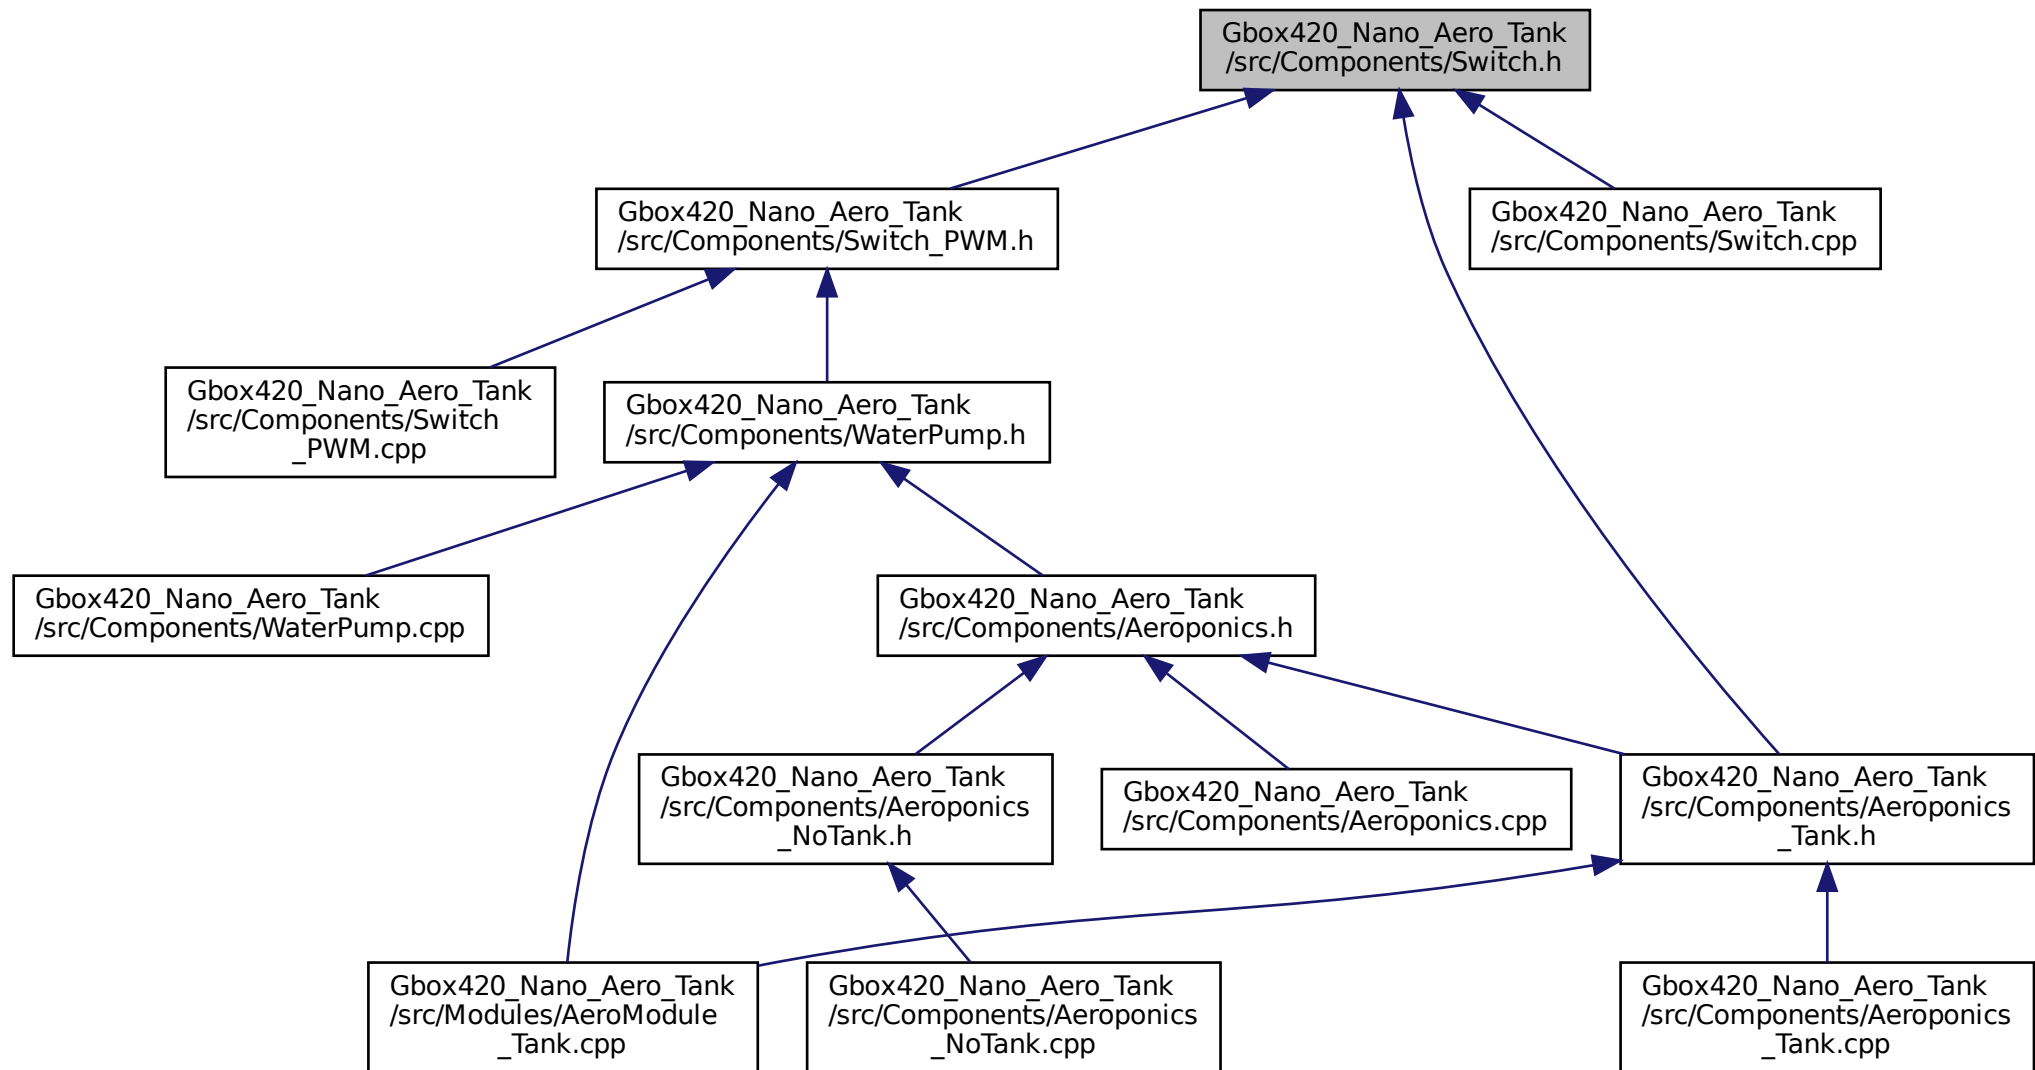 Gbox420_Nano_Aero_Tank
/src/Components/Switch.h
Gbox420_Nano_Aero_Tank
/src/Components/Switch_PWM.h
Gbox420_Nano_Aero_Tank
/src/Components/Switch.cpp
Gbox420_Nano_Aero_Tank
/src/Components/Switch
_PWM.cpp
Gbox420_Nano_Aero_Tank
/src/Components/WaterPump.h
Gbox420_Nano_Aero_Tank
/src/Components/WaterPump.cpp
Gbox420_Nano_Aero_Tank
/src/Components/Aeroponics.h
Gbox420_Nano_Aero_Tank
/src/Components/Aeroponics
_NoTank.h
Gbox420_Nano_Aero_Tank
/src/Components/Aeroponics.cpp
Gbox420_Nano_Aero_Tank
/src/Components/Aeroponics
_Tank.h
Gbox420_Nano_Aero_Tank
/src/Modules/AeroModule
_Tank.cpp
Gbox420_Nano_Aero_Tank
/src/Components/Aeroponics
_NoTank.cpp
Gbox420_Nano_Aero_Tank
/src/Components/Aeroponics
_Tank.cpp